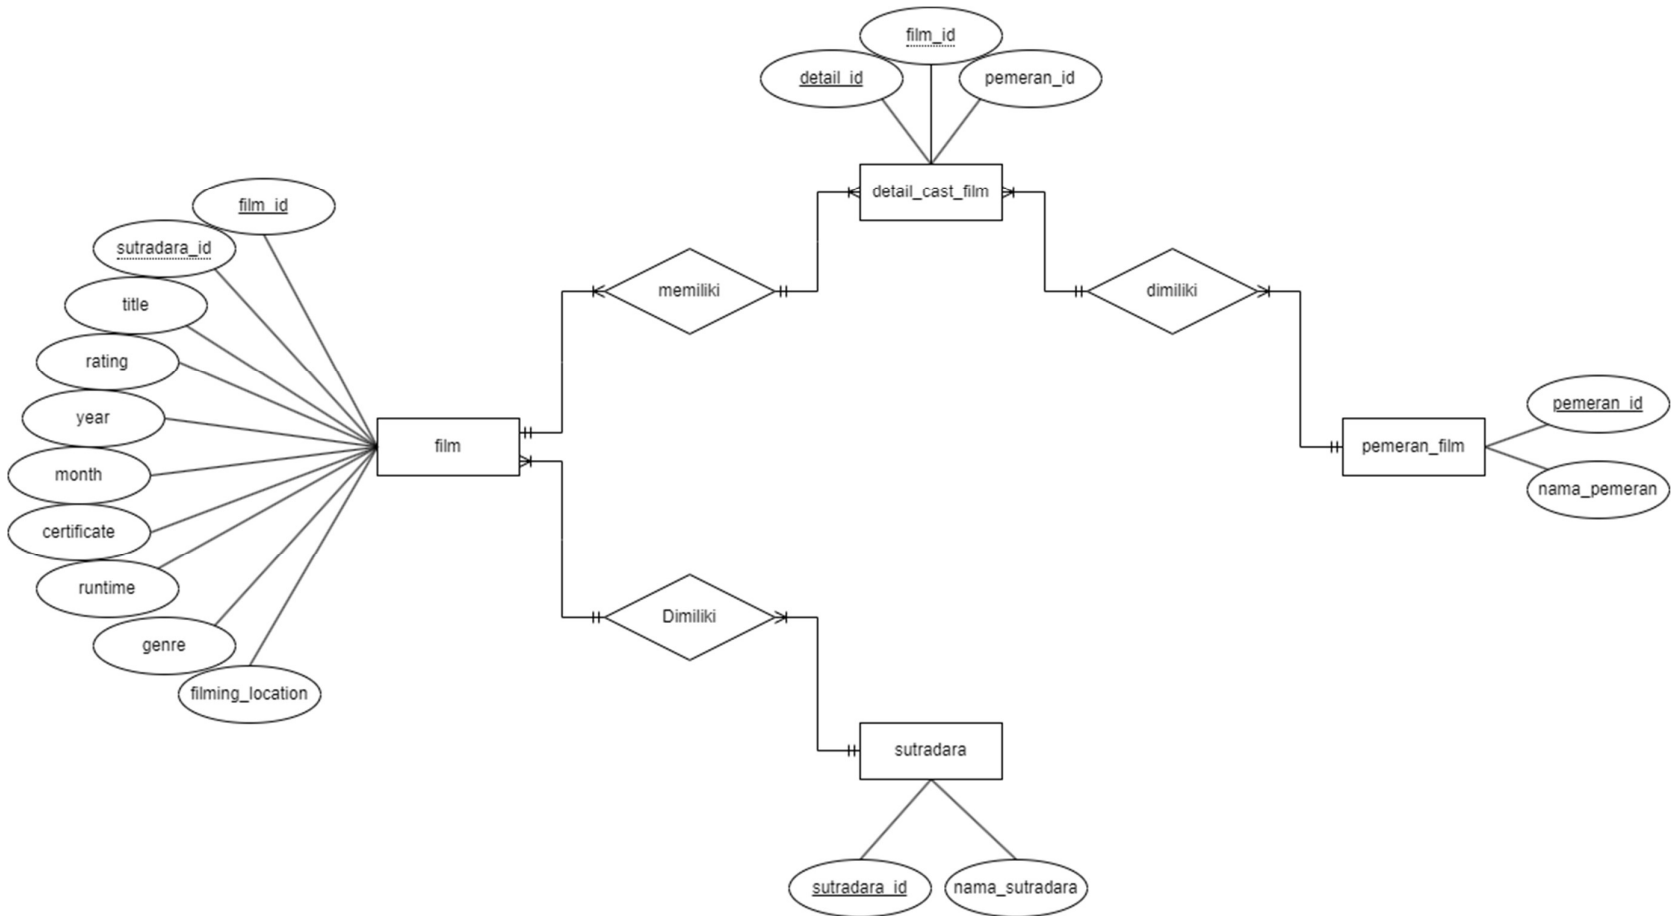 film_id
detail_id
pemeran_id
detail_cast_film
film_id
sutradara_id
title
rating
year
month
certificate
runtime
genre
filming_location
film
memiliki
dimiliki
pemeran_film
pemeran_id
nama_pemeran
Dimiliki
sutradara
sutradara_id
nama_sutradara